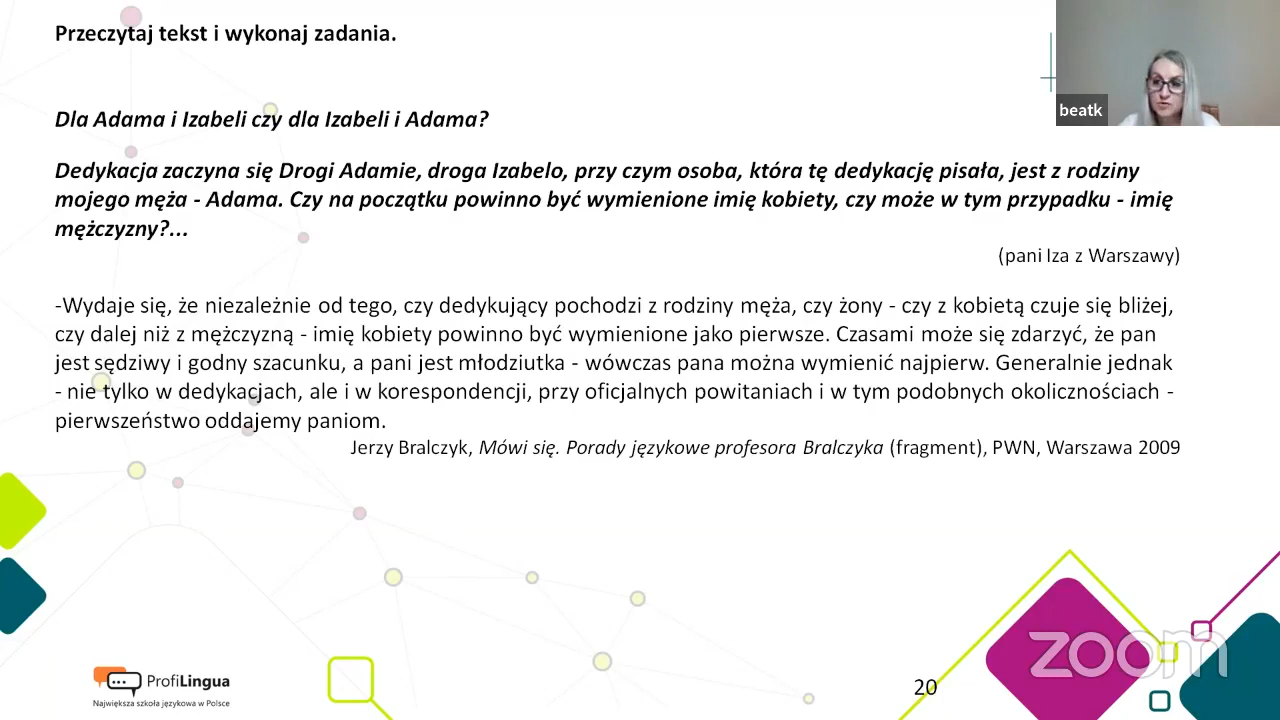 Przeczytaj tekst i wykonaj zadania.
beatk
Dla Adama i Izabeli czy dla Izabeli i Adama?
Dedykacja zaczyna się Drogi Adamie, droga Izabelo, przy czym osoba, która tę dedykację pisała, jest z rodziny
mojego męża - Adama. Czy na początku powinno być wymienione imię kobiety, czy może w tym przypadku - imię
mężczyzny?...
(pani Iza z Warszawy)
-Wydaje się, że niezależnie od tego, czy dedykujący pochodzi z rodziny męża, czy żony - czy z kobietą czuje się bliżej,
czy dalej niż z mężczyzną - imię kobiety powinno być wymienione jako pierwsze. Czasami może się zdarzyć, że pan
jest sędziwy i godny szacunku, a pani jest młodziutka - wówczas pana można wymienić najpierw. Generalnie jednak
- nie tylko w dedykacjach, ale i w korespondencji, przy oficjalnych powitaniach i w tym podobnych okolicznościach -
pierwszeństwo oddajemy paniom.
Jerzy Bralczyk, Mówi się. Porady językowe profesora Bralczyka (fragment), PWN, Warszawa 2009
ProfiLingua
Największa szkoła językowa w Polsce
20
zoom